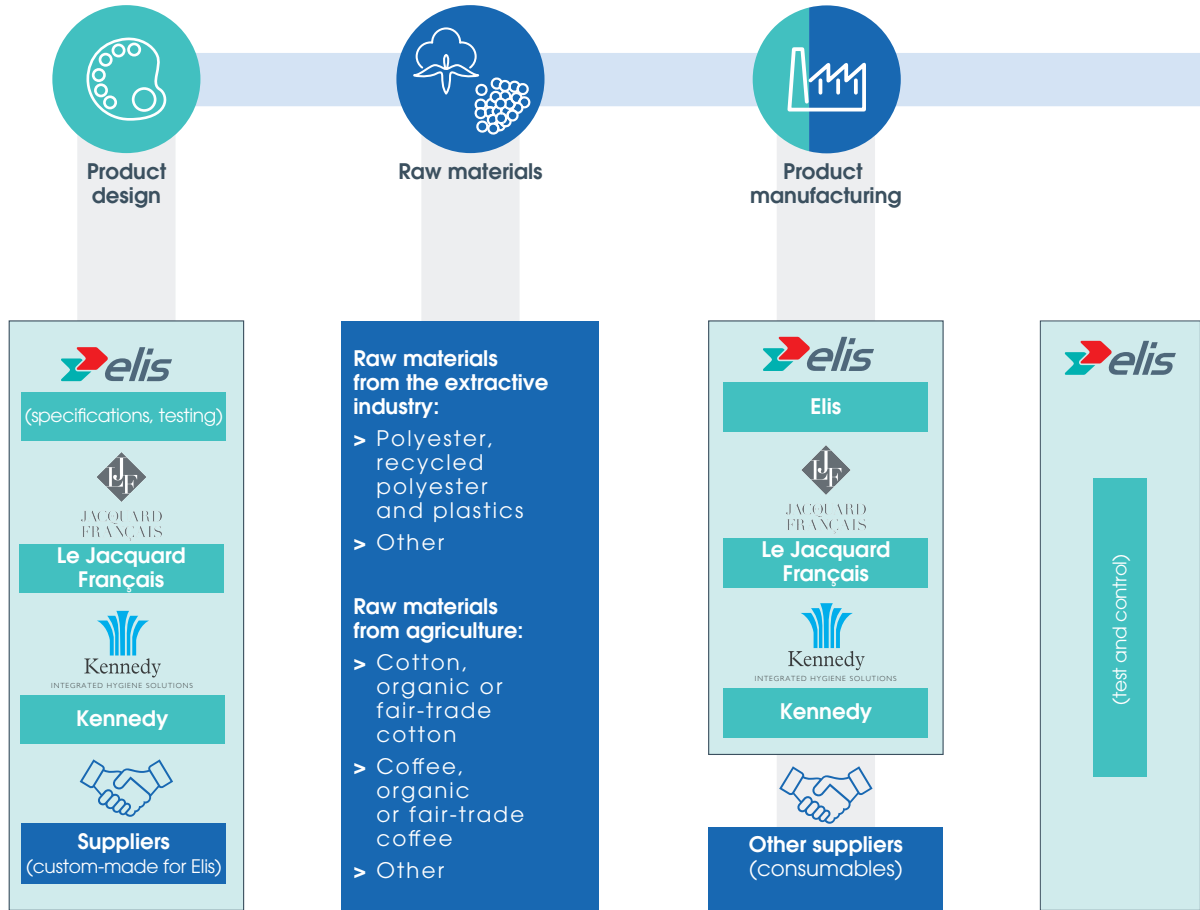 Product
design
Raw materials
Product
manufacturing
elis
(specifications, testing)
LJF
JACQUARD
FRANÇAIS
Le Jacquard
Français
Kennedy
INTEGRATED HYGIENE SOLUTIONS
Kennedy
Suppliers
(custom-made for Elis)
Raw materials
from the extractive
industry:
> Polyester,
recycled
polyester
and plastics
> Other
Raw materials
from agriculture:
> Cotton,
organic or
fair-trade
cotton
> Coffee,
organic
or fair-trade
coffee
> Other
elis
Elis
LJF
JACQUARD
FRANÇAIS
Le Jacquard
Français
Kennedy
INTEGRATED HYGIENE SOLUTIONS
Kennedy
Other suppliers
(consumables)
elis
(test and control)